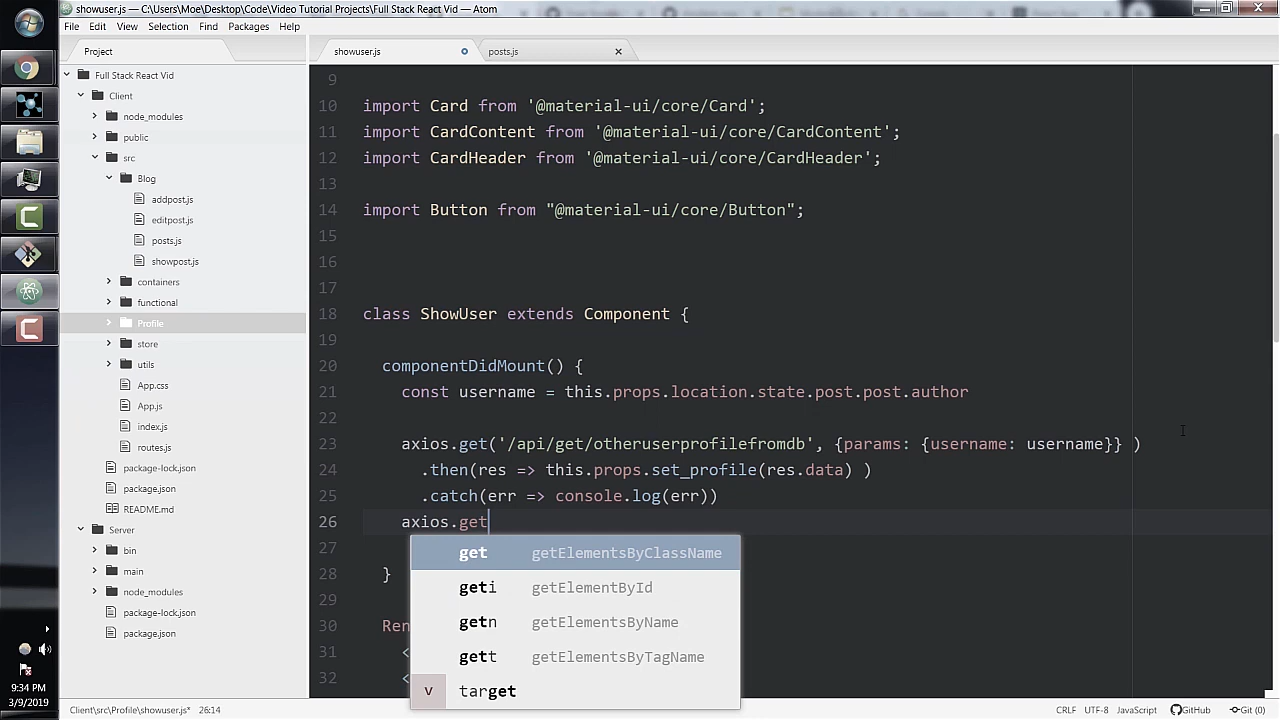 showuser.js — C:\Users\Moe\Desktop\Code\Video Tutorial Projects\Full Stack React Vid — Atom
File Edit View Selection Find Packages Help
Project
showuser.js
posts.js
Full Stack React Vid
Client
node_modules
public
src
Blog
addpost.js
editpost.js
posts.js
showpost.js
containers
functional
Profile
store
utils
App.css
App.js
index.js
routes.js
package-lock.json
package.json
README.md
Server
bin
main
node_modules
package-lock.json
package.json
9
10 import Card from '@material-ui/core/Card';
11 import CardContent from '@material-ui/core/CardContent';
12 import CardHeader from '@material-ui/core/CardHeader';
13
14 import Button from "@material-ui/core/Button";
15
16
17
18 class ShowUser extends Component {
19
20 componentDidMount() {
21 const username = this.props.location.state.post.post.author
22
23 axios.get('/api/get/otheruserprofilefromdb', {params: {username: username}} )
24 .then(res => this.props.set_profile(res.data) )
25 .catch(err => console.log(err))
26 axios.get
27
28 }
29
30 Ren
31 <
32 <
get getElementsByClassName
geti getElementById
getn getElementsByName
gett getElementsByTagName
v target
9:34 PM
3/9/2019
Client\src\Profile\showuser.js* 26:14
CRLF UTF-8 JavaScript GitHub Git (0)